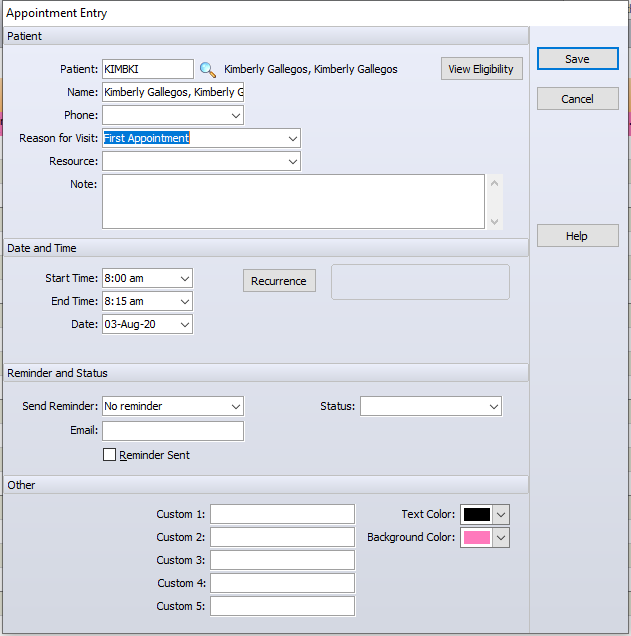 Appointment Entry
Patient
Patient: KIMBKI Kimberly Gallegos, Kimberly Gallegos View Eligibility Save
Name: Kimberly Gallegos, Kimberly G Cancel
Phone:
Reason for Visit: First Appointment
Resource:
Note:
Help
Date and Time
Start Time: 8:00 am Recurrence
End Time: 8:15 am
Date: 03-Aug-20
Reminder and Status
Send Reminder: No reminder Status:
Email:
Reminder Sent
Other
Custom 1: Text Color:
Custom 2: Background Color:
Custom 3:
Custom 4:
Custom 5: